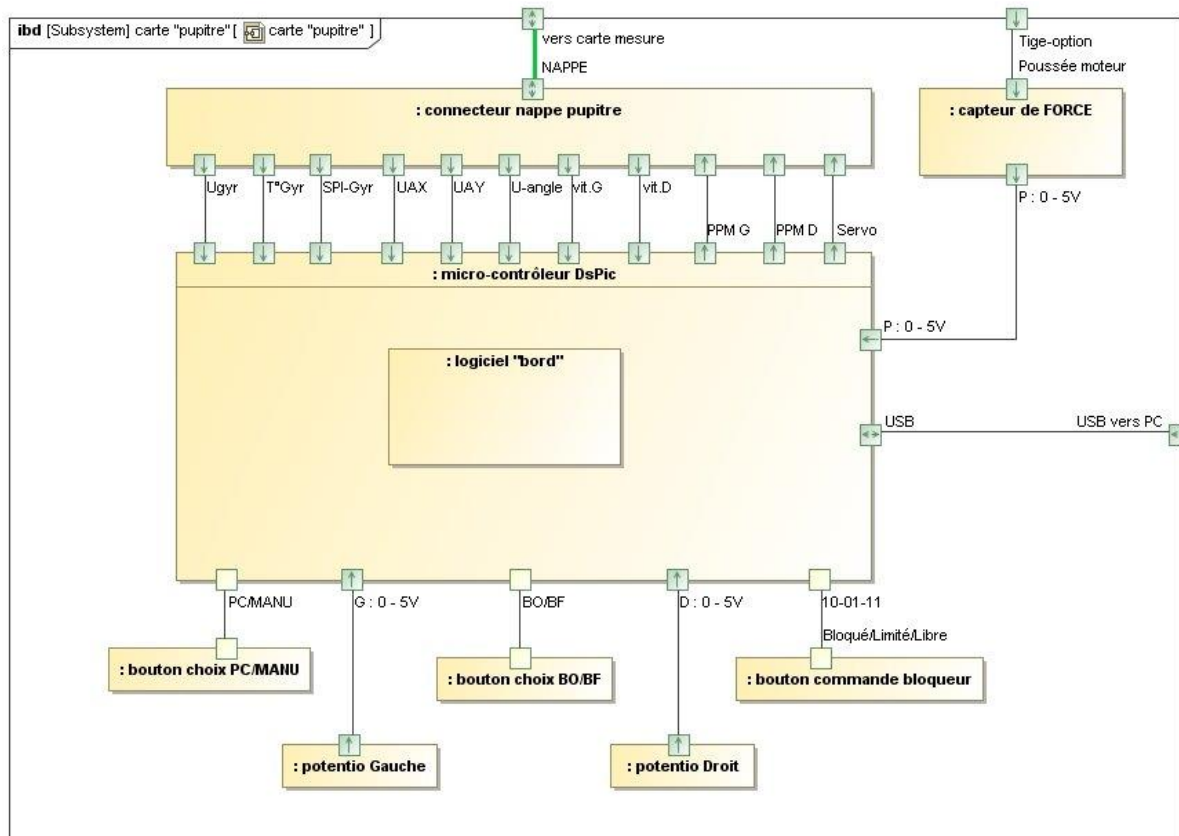 ibd [Subsystem] carte "pupitre" [ carte "pupitre" ]
vers carte mesure
NAPPE
Tige-option
Poussée moteur
: connecteur nappe pupitre
: capteur de FORCE
Ugyr
T°Gyr
SPI-Gyr
UAX
UAY
U-angle
vit.G
vit.D
P : 0 - 5V
PPM G
PPM D
Servo
: micro-contrôleur DsPic
P : 0 - 5V
: logiciel "bord"
USB
USB vers PC
PC/MANU
G : 0 - 5V
BO/BF
D : 0 - 5V
10-01-11
Bloqué/Limité/Libre
: bouton choix PC/MANU
: bouton choix BO/BF
: bouton commande bloqueur
: potentio Gauche
: potentio Droit